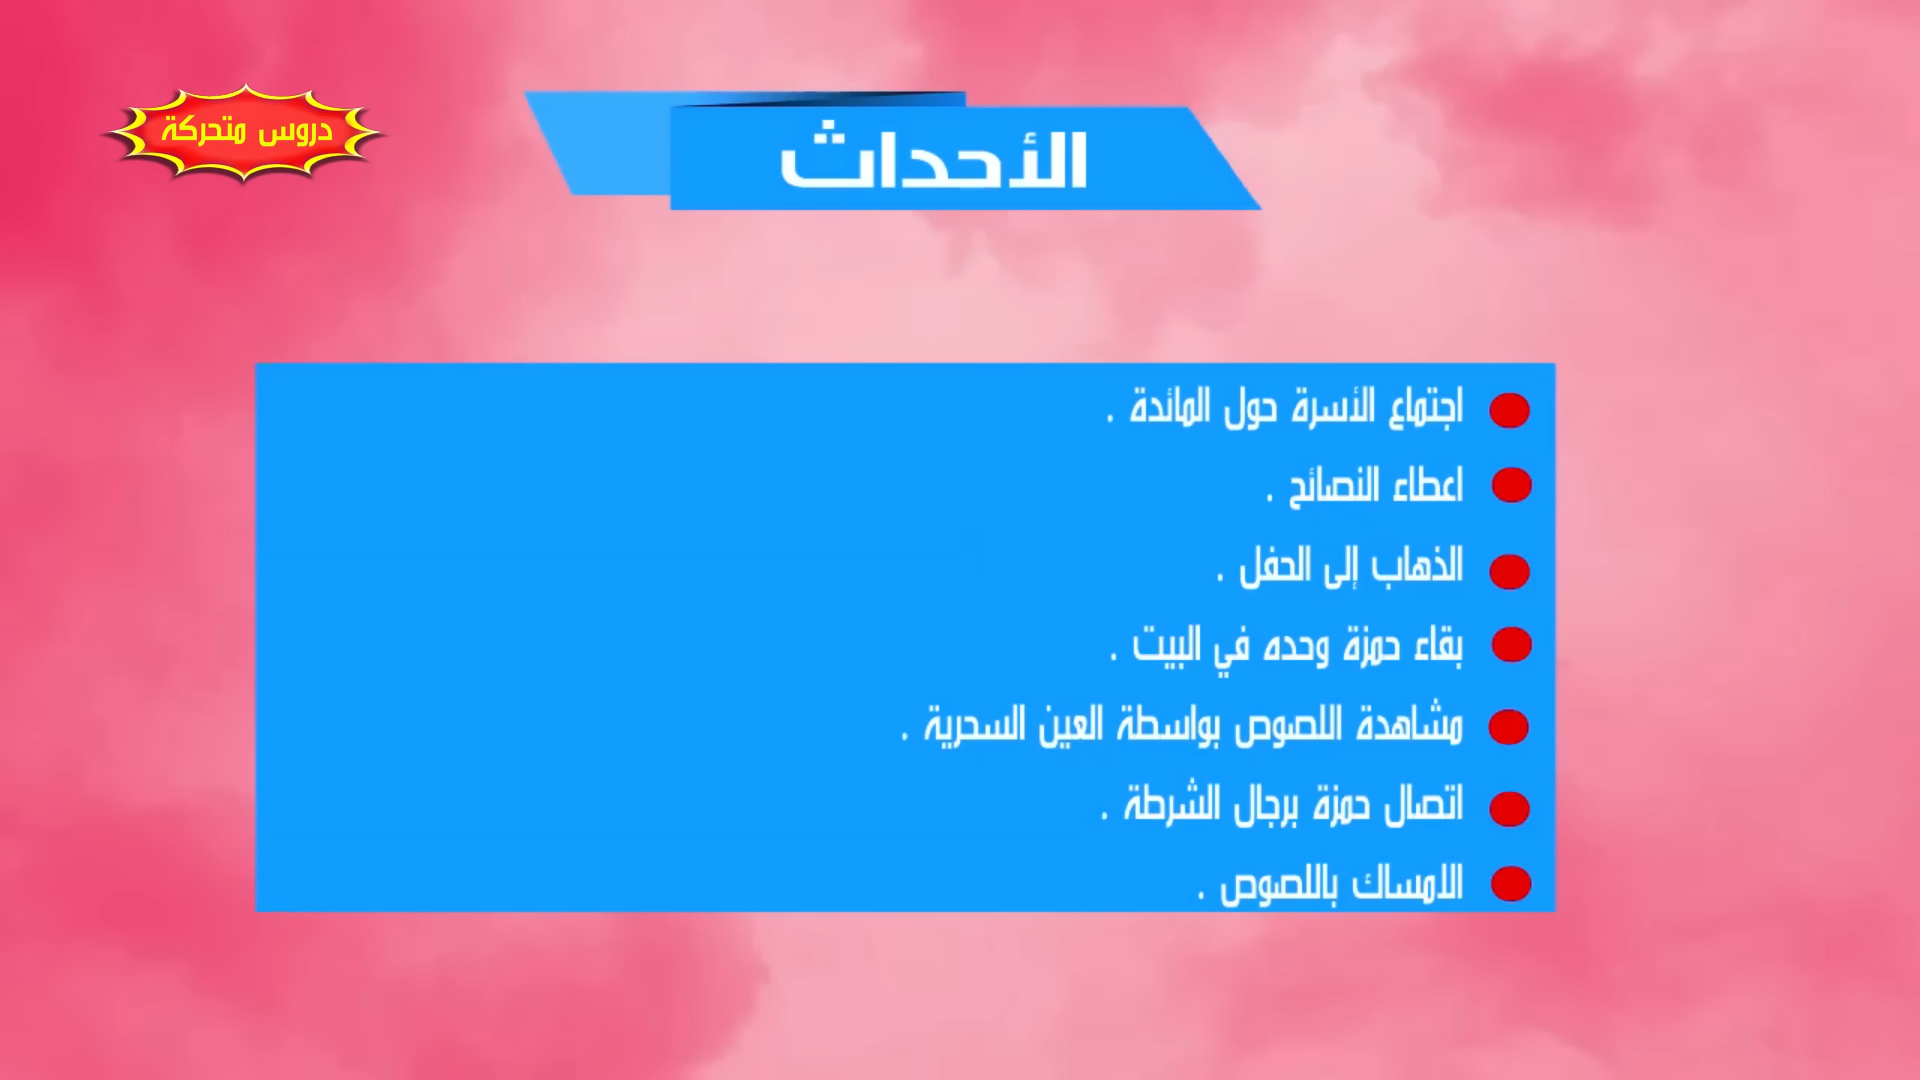 دروس متحركة
الأحداث
اجتماع الأسرة حول المائدة .
اعطاء النصائح .
الذهاب إلى الحفل .
بقاء حمزة وحده في البيت .
مشاهدة اللصوص بواسطة العين السحرية .
اتصال حمزة برجال الشرطة .
الامساك باللصوص .